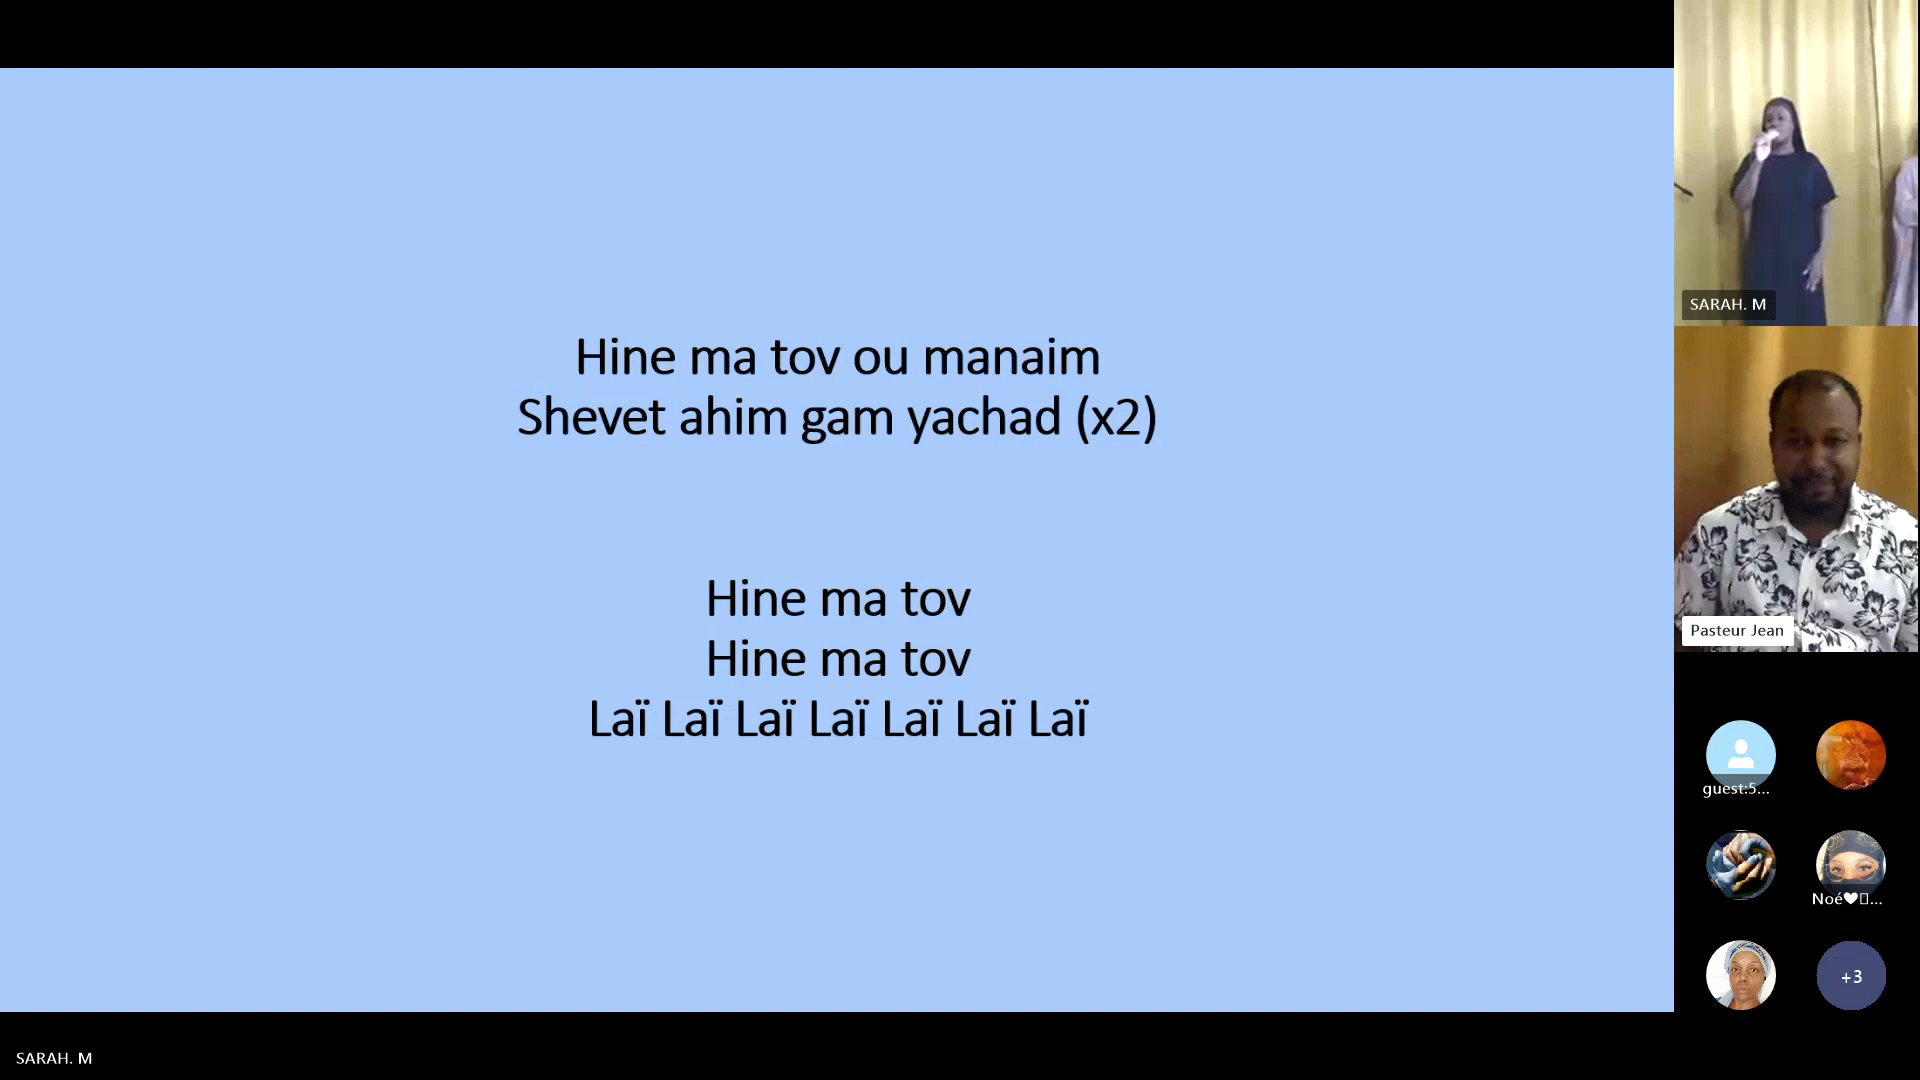 Hine ma tov ou manaim
Shevet ahim gam yachad (x2)
Hine ma tov
Hine ma tov
Laï Laï Laï Laï Laï Laï Laï
SARAH. M
Pasteur Jean
guest:5...
Noé❤...
+3
SARAH. M